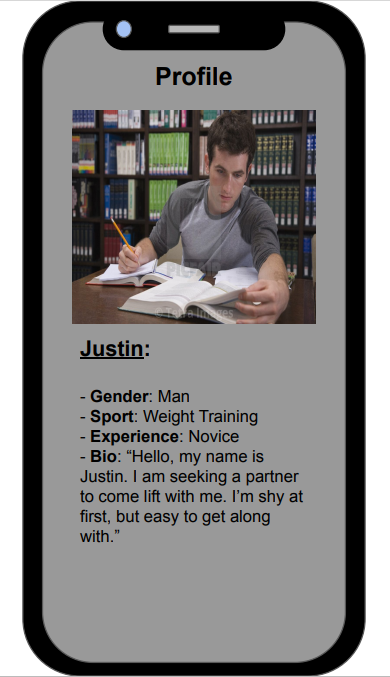 Profile
Justin:
- Gender: Man
- Sport: Weight Training
- Experience: Novice
- Bio: “Hello, my name is
Justin. I am seeking a partner
to come lift with me. I’m shy at
first, but easy to get along
with.”